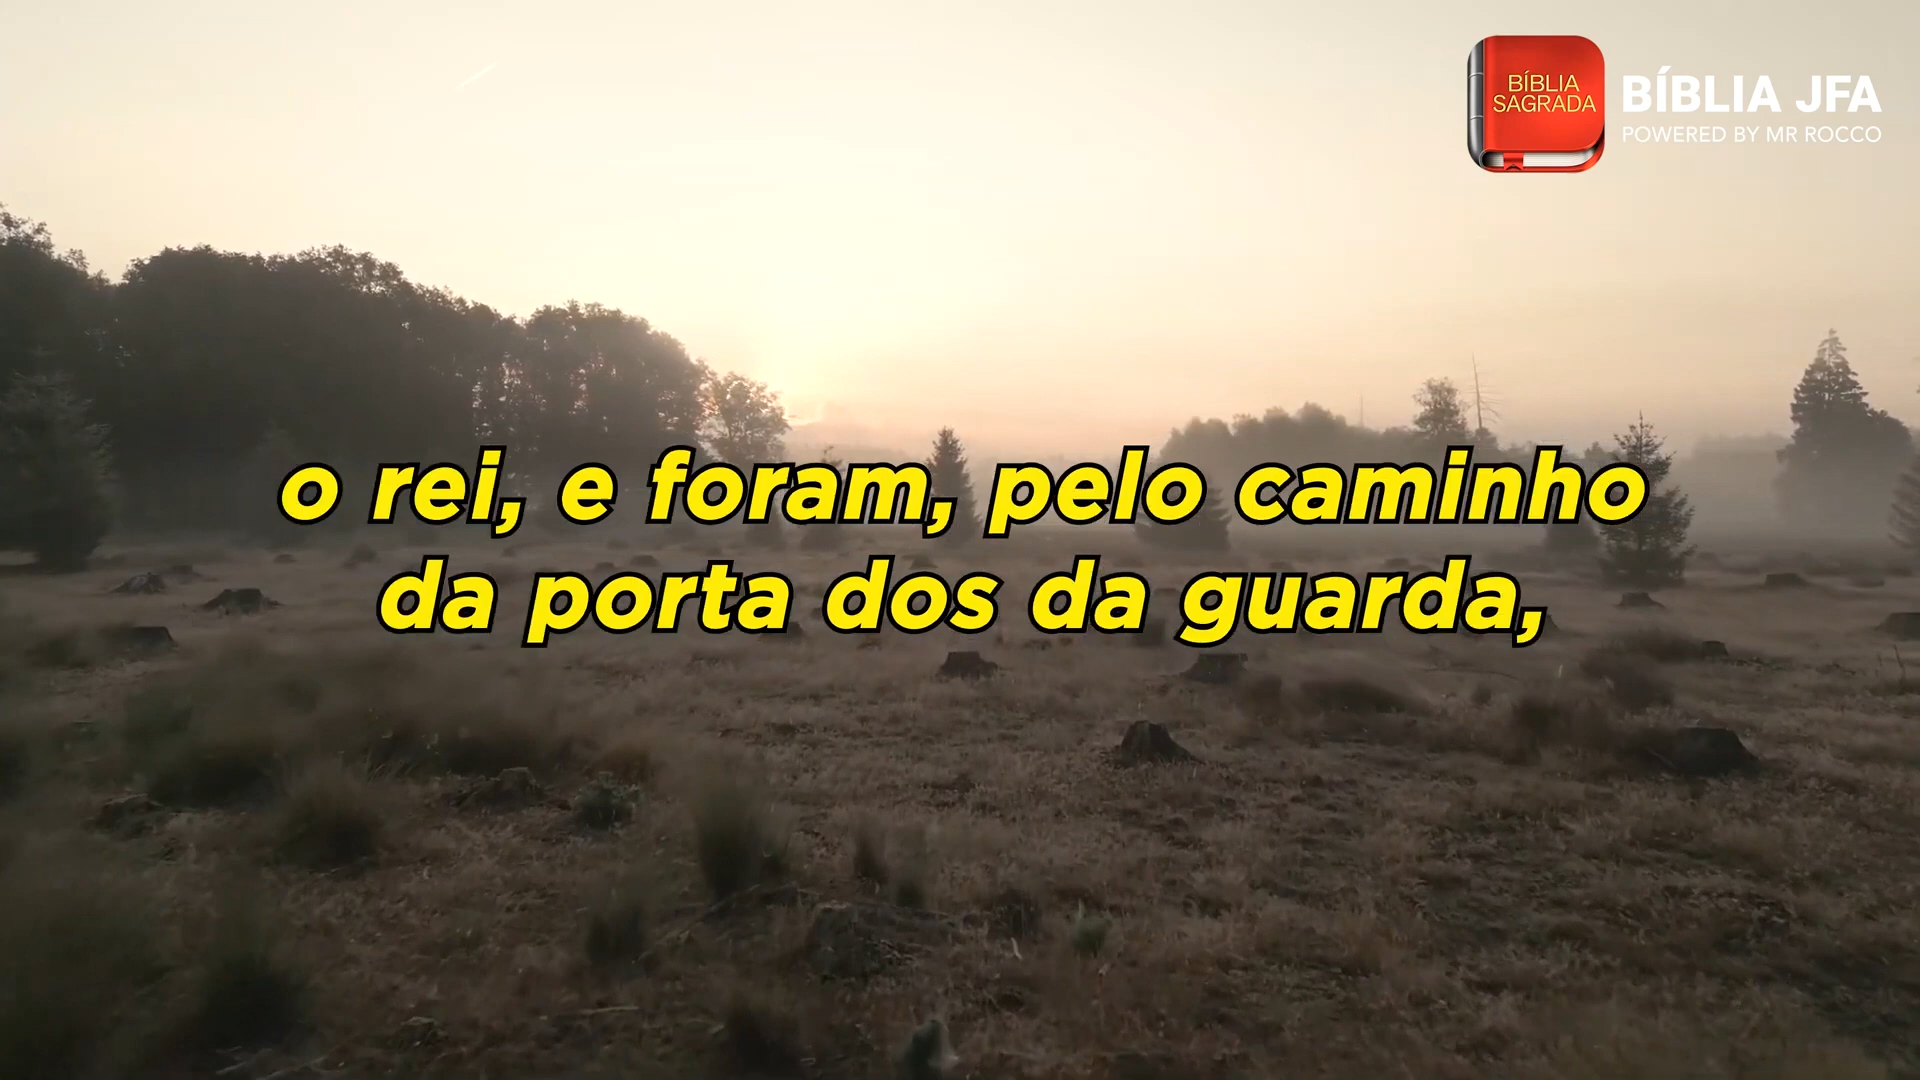 BÍBLIA
SAGRADA
BÍBLIA JFA
POWERED BY MR ROCCO
o rei, e foram, pelo caminho
da porta dos da guarda,